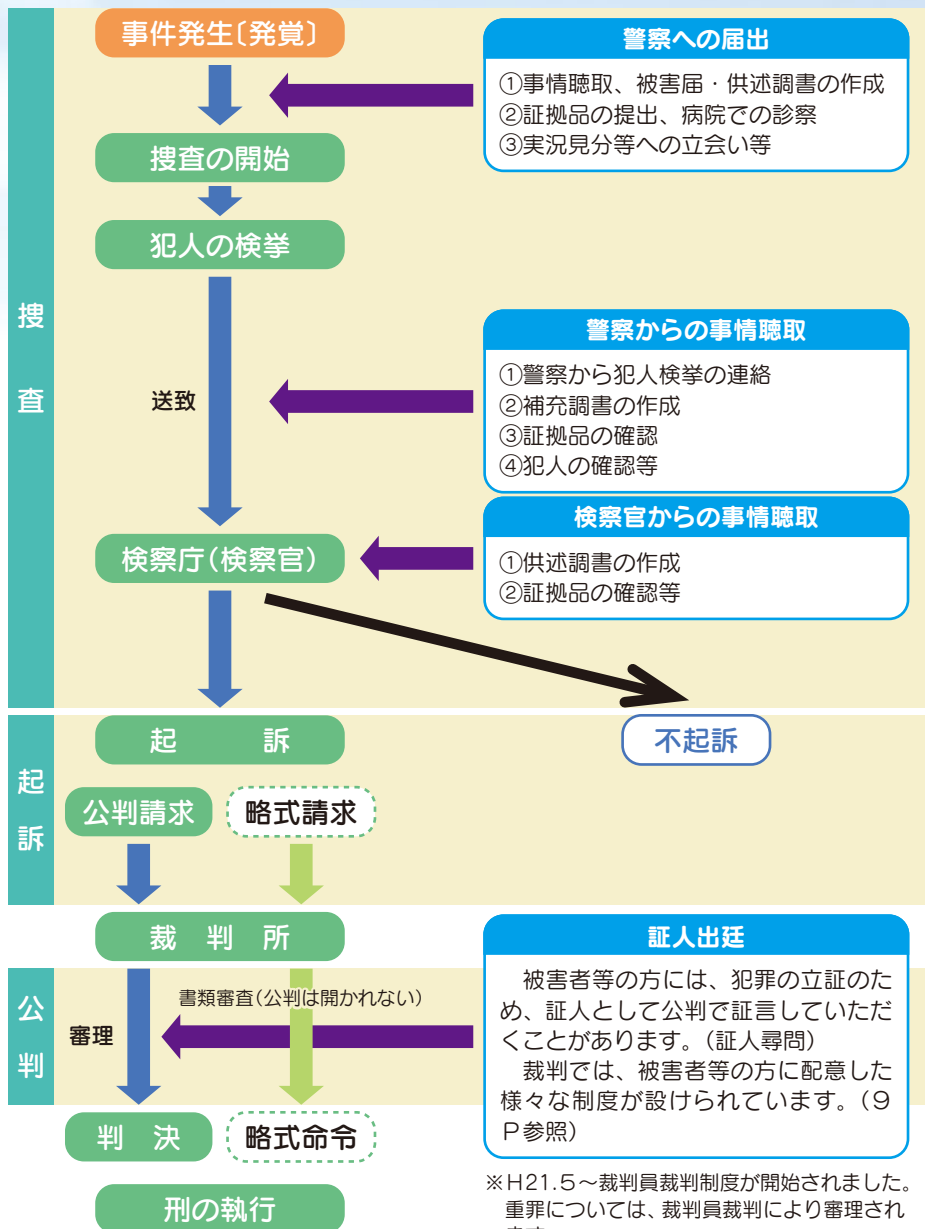 事件発生〔発覚〕
警察への届出
①事情聴取、被害届・供述調書の作成
②証拠品の提出、病院での診察
③実況見分等への立会い等
捜査の開始
犯人の検挙
捜査
送致
警察からの事情聴取
①警察から犯人検挙の連絡
②補充調書の作成
③証拠品の確認
④犯人の確認等
検察庁(検察官)
検察官からの事情聴取
①供述調書の作成
②証拠品の確認等
起訴
起　訴
不起訴
公判請求
略式請求
裁 判 所
公判
書類審査(公判は開かれない)
審理
証人出廷
　被害者等の方には、犯罪の立証のた
め、証人として公判で証言していただ
くことがあります。(証人尋問)
　裁判では、被害者等の方に配意した
様々な制度が設けられています。(9
P参照)
判　決
略式命令
刑の執行
※H21.5～裁判員裁判制度が開始されました。
重罪については、裁判員裁判により審理され